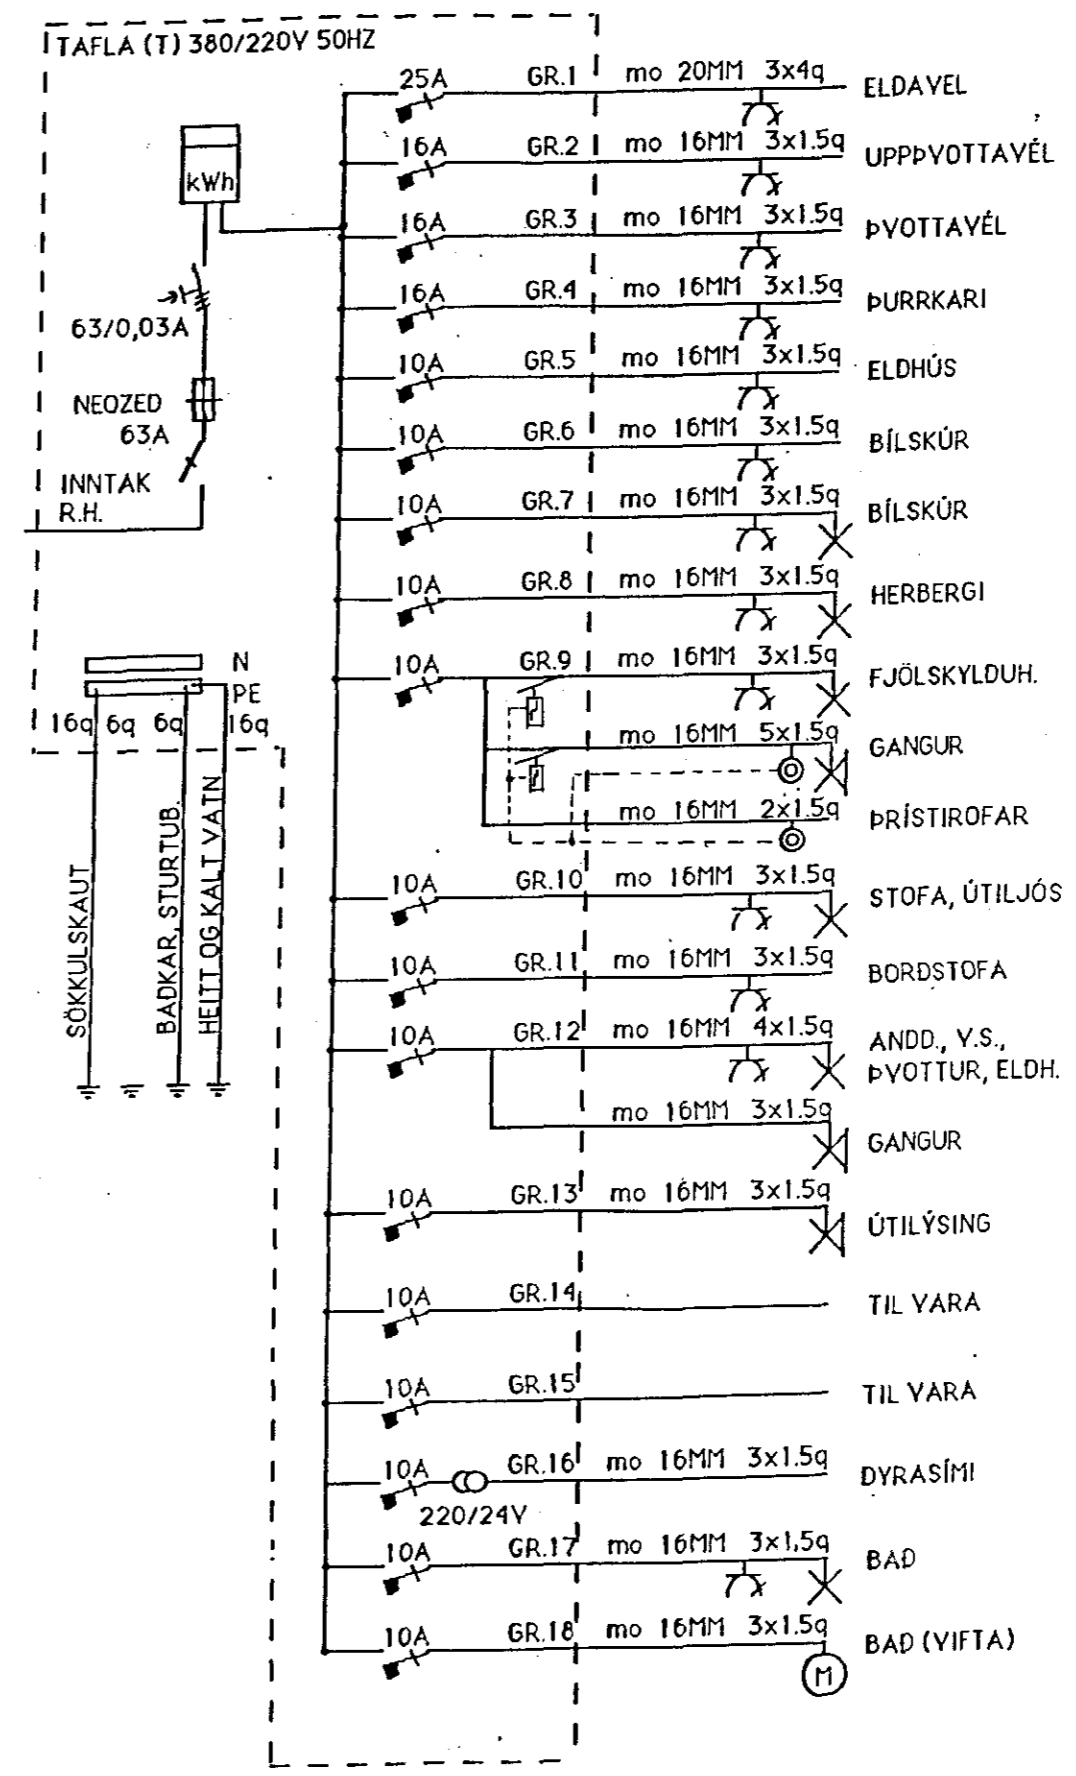 TAFLA (T) 380/220V 50HZ
kWh
63/0,03A
NEOZED
63A
INNTAK
R.H.
N
PE
16q 6q 6q 16q
SÖKKULSKAUT
BAÐKAR, STURTUB.
HEITT OG KALT VATN
25A GR.1 mo 20MM 3x4q ELDAVEL
16A GR.2 mo 16MM 3x1.5q UPPÞVOTTAVÉL
16A GR.3 mo 16MM 3x1.5q ÞVOTTAVÉL
16A GR.4 mo 16MM 3x1.5q ÞURRKARI
10A GR.5 mo 16MM 3x1.5q ELDHÚS
10A GR.6 mo 16MM 3x1.5q BÍLSKÚR
10A GR.7 mo 16MM 3x1.5q BÍLSKÚR
10A GR.8 mo 16MM 3x1.5q HERBERGI
10A GR.9 mo 16MM 3x1.5q FJÖLSKYLDUH.
mo 16MM 5x1.5q GANGUR
mo 16MM 2x1.5q ÞRÍSTIROFAR
10A GR.10 mo 16MM 3x1.5q STOFA, ÚTILJÓS
10A GR.11 mo 16MM 3x1.5q BORÐSTOFA
10A GR.12 mo 16MM 4x1.5q ANDD., V.S.,
ÞVOTTUR, ELDH.
mo 16MM 3x1.5q GANGUR
10A GR.13 mo 16MM 3x1.5q ÚTILÝSING
10A GR.14 TIL VARA
10A GR.15 TIL VARA
10A GR.16 mo 16MM 3x1.5q DYRASÍMI
220/24V
10A GR.17 mo 16MM 3x1,5q BAÐ
10A GR.18 mo 16MM 3x1.5q BAÐ (VIFTA)
M